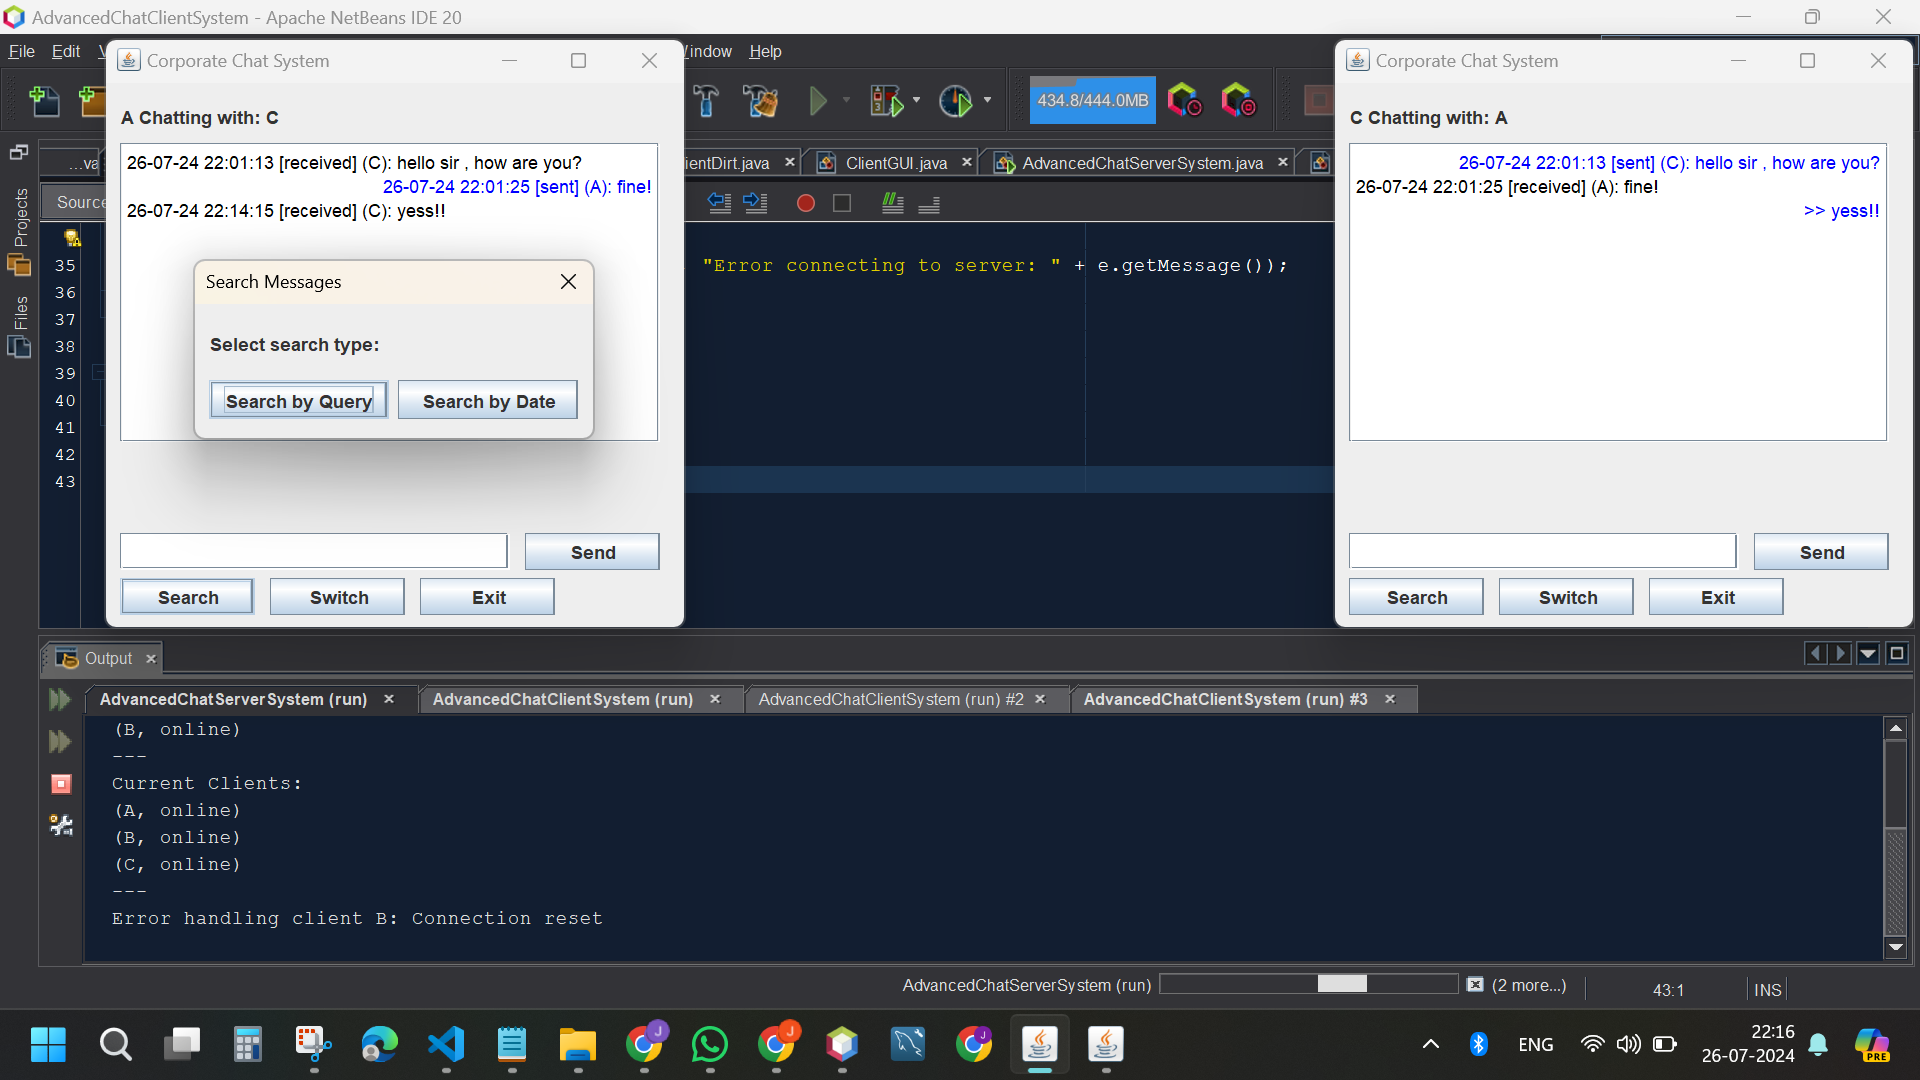 AdvancedChatClientSystem - Apache NetBeans IDE 20
File Edit
Window Help
Corporate Chat System
A Chatting with: C
26-07-24 22:01:13 [received] (C): hello sir , how are you?
26-07-24 22:01:25 [sent] (A): fine!
26-07-24 22:14:15 [received] (C): yess!!
Search Messages
Select search type:
Search by Query
Search by Date
Send
Search
Switch
Exit
434.8/444.0MB
Corporate Chat System
C Chatting with: A
26-07-24 22:01:13 [sent] (C): hello sir , how are you?
26-07-24 22:01:25 [received] (A): fine!
>> yess!!
Send
Search
Switch
Exit
...va
ientDirt.java
ClientGUI.java
AdvancedChatServerSystem.java
Source
Projects
Files
35
36
37
38
39
40
41
42
43
"Error connecting to server: " + e.getMessage());
Output
AdvancedChatServerSystem (run)
AdvancedChatClientSystem (run)
AdvancedChatClientSystem (run) #2
AdvancedChatClientSystem (run) #3
(B, online)
---
Current Clients:
(A, online)
(B, online)
(C, online)
---
Error handling client B: Connection reset
AdvancedChatServerSystem (run)
(2 more...)
43:1
INS
J
J
J
ENG
22:16
26-07-2024
PRE